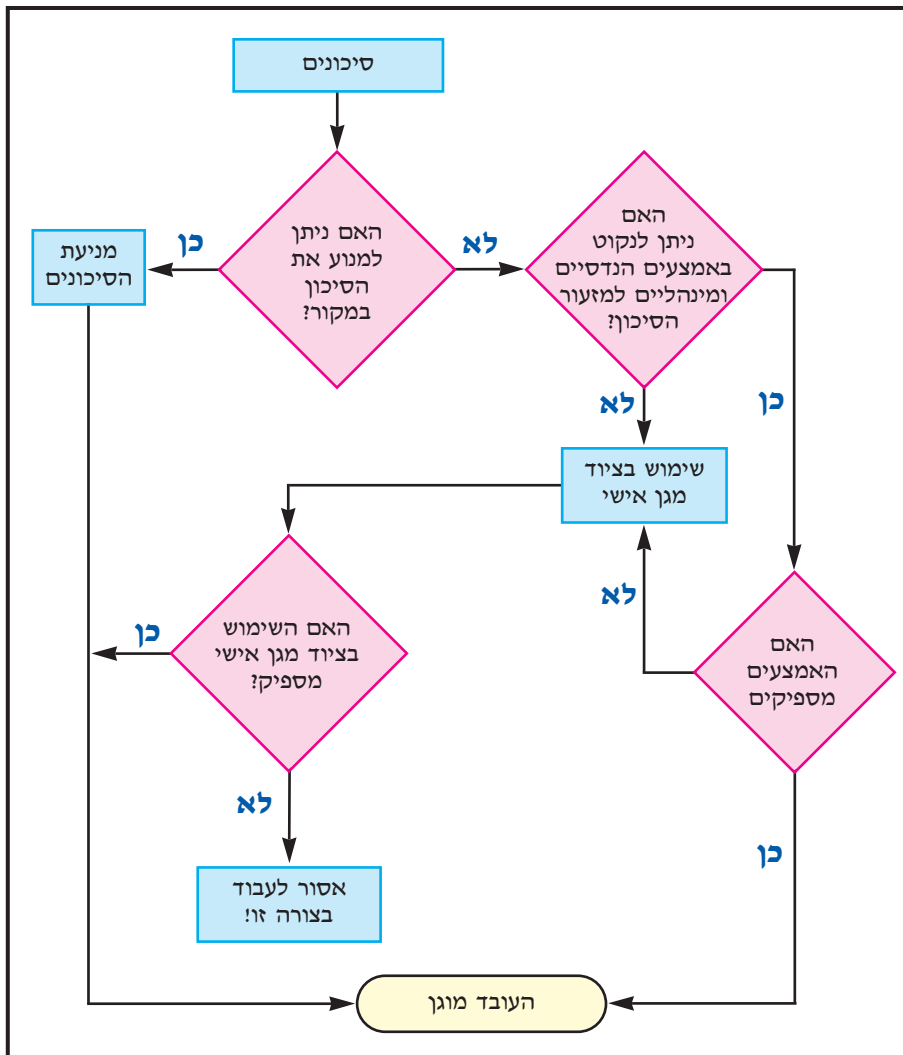 סיכונים
האם
ניתן לנקוט
באמצעים הנדסיים
ומינהליים למזעור
הסיכון?
האם ניתן
למנוע את
הסיכון
במקור?
מניעת
הסיכונים
כן
לא
לא
כן
שימוש בציוד
מגן אישי
האם השימוש
בציוד מגן אישי
מספיק?
כן
לא
האם
האמצעים
מספיקים
לא
כן
אסור לעבוד
בצורה זו!
העובד מוגן